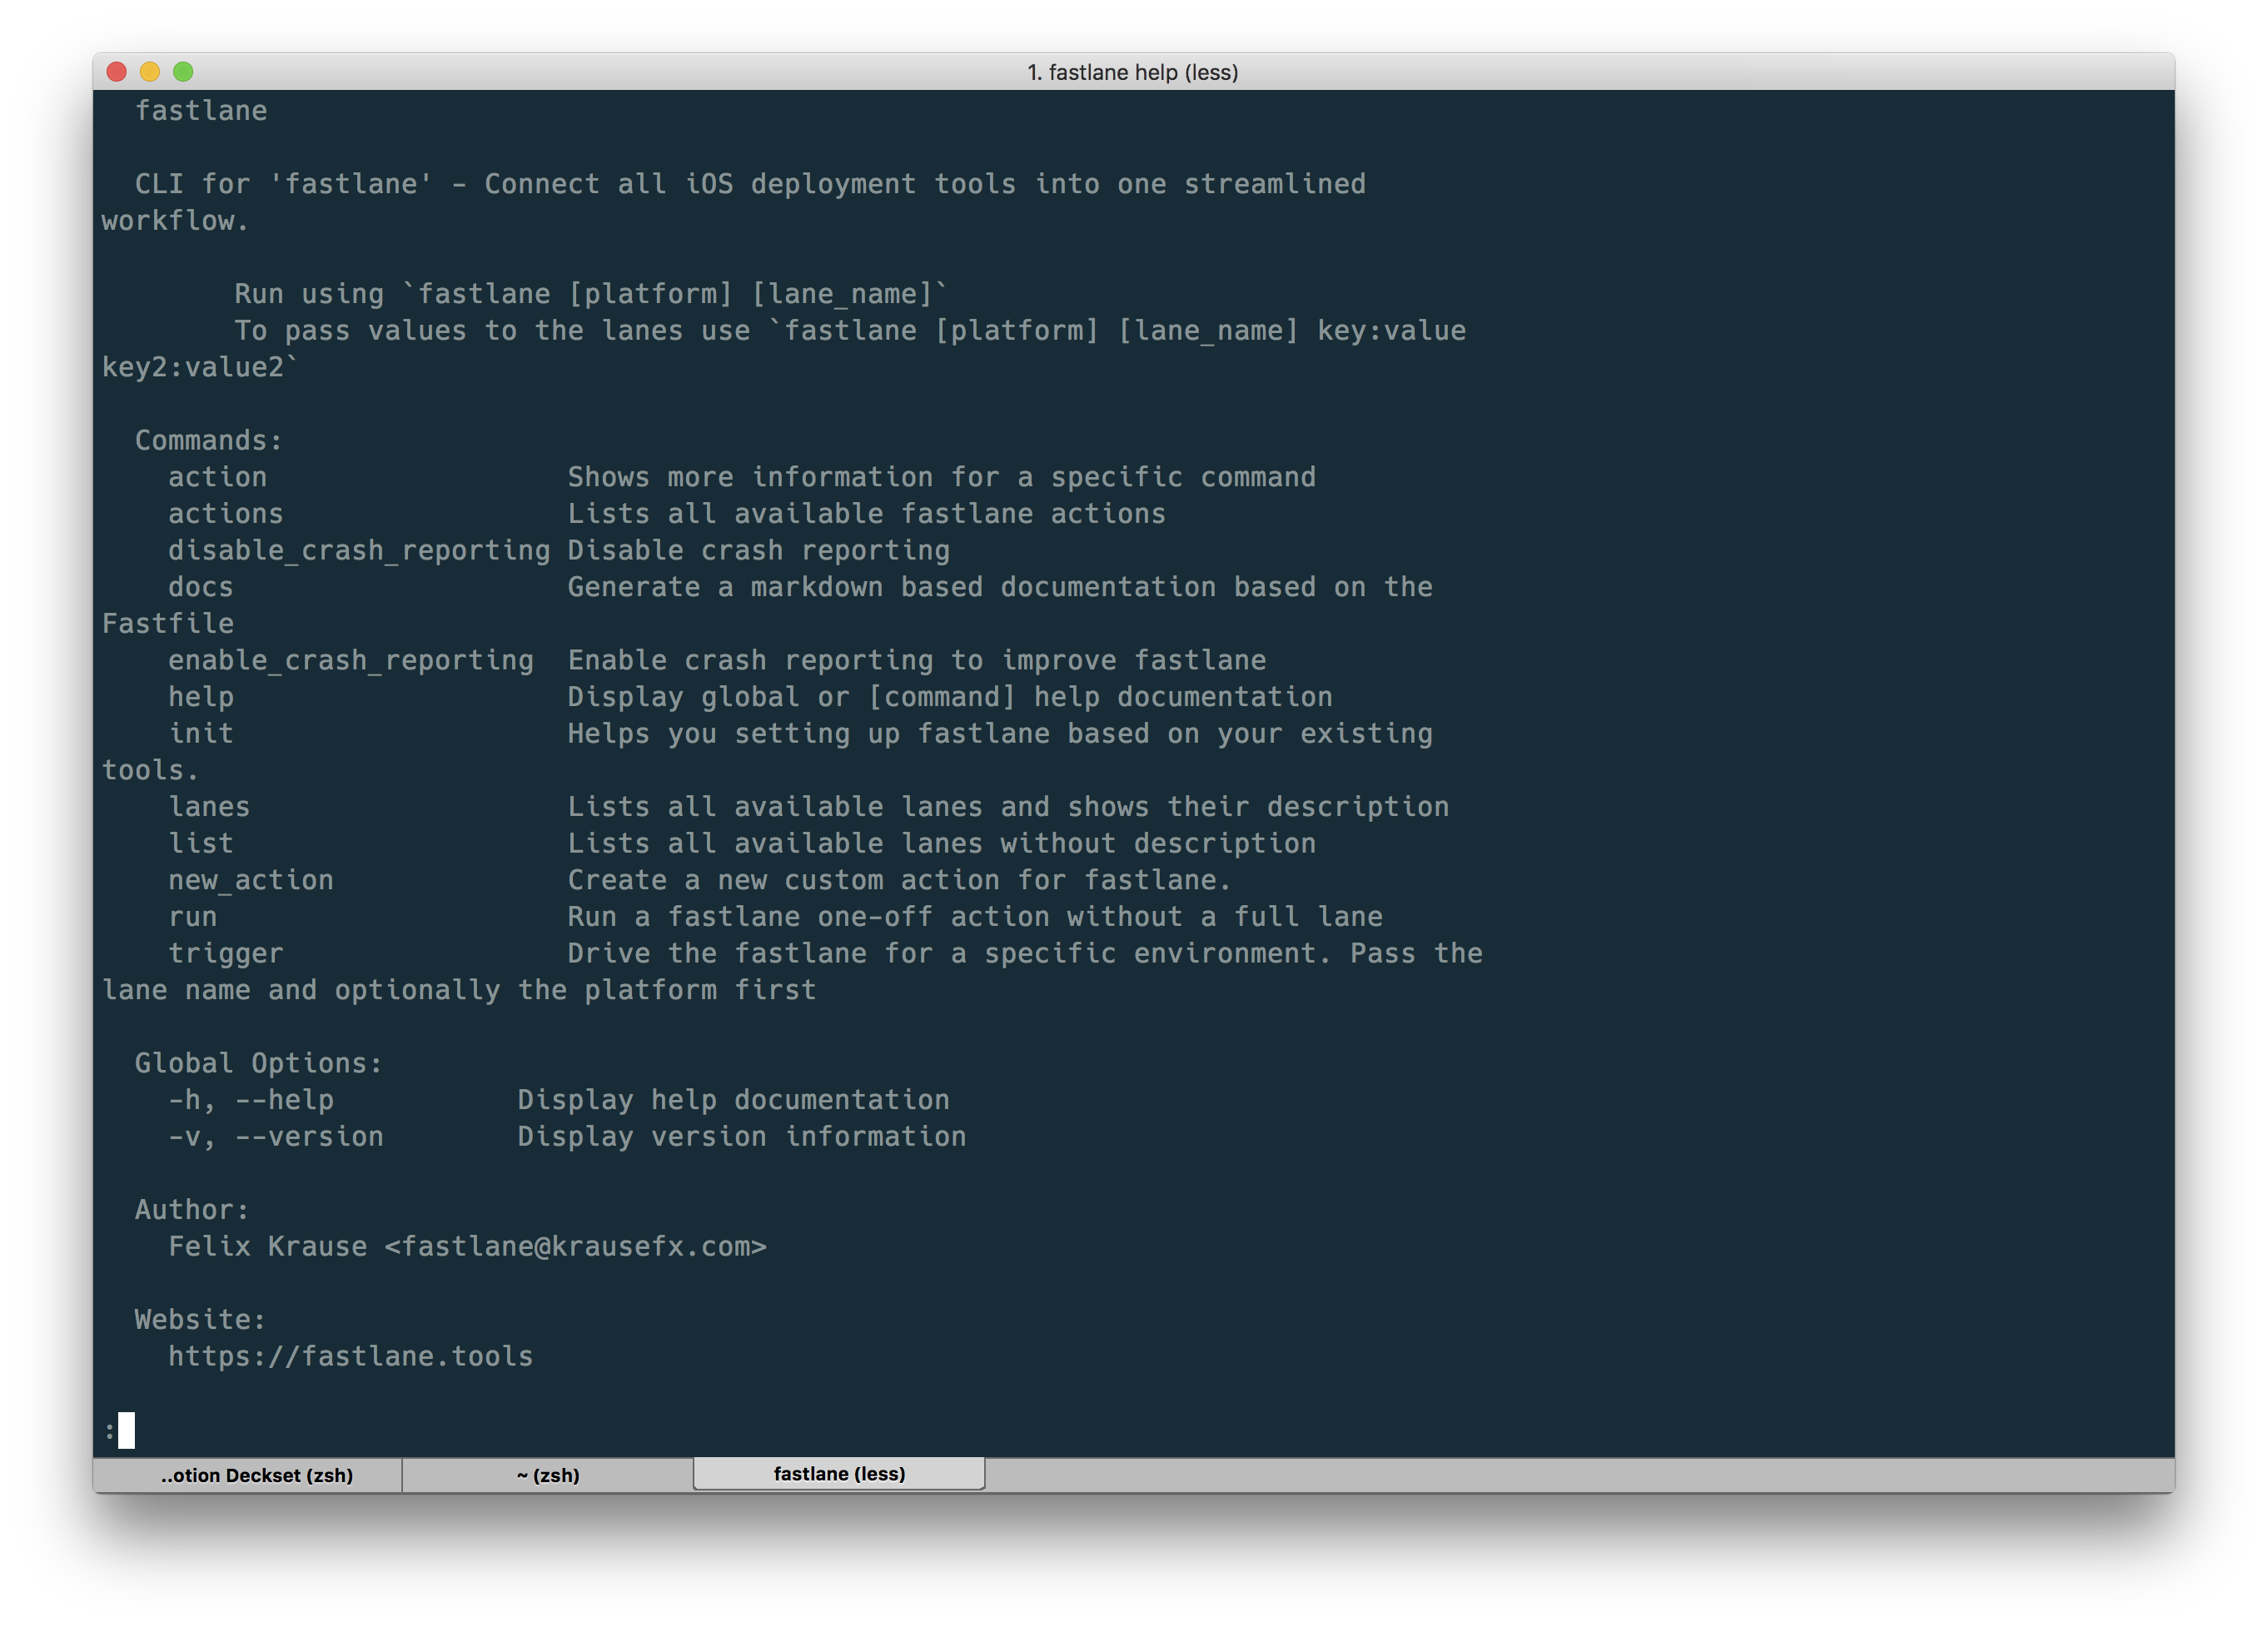 1. fastlane help (less)
fastlane
CLI for 'fastlane' - Connect all iOS deployment tools into one streamlined
workflow.
Run using `fastlane [platform] [lane_name]`
To pass values to the lanes use `fastlane [platform] [lane_name] key:value
key2:value2`
Commands:
action Shows more information for a specific command
actions Lists all available fastlane actions
disable_crash_reporting Disable crash reporting
docs Generate a markdown based documentation based on the
Fastfile
enable_crash_reporting Enable crash reporting to improve fastlane
help Display global or [command] help documentation
init Helps you setting up fastlane based on your existing
tools.
lanes Lists all available lanes and shows their description
list Lists all available lanes without description
new_action Create a new custom action for fastlane.
run Run a fastlane one-off action without a full lane
trigger Drive the fastlane for a specific environment. Pass the
lane name and optionally the platform first
Global Options:
-h, --help Display help documentation
-v, --version Display version information
Author:
Felix Krause <fastlane@krausefx.com>
Website:
https://fastlane.tools
:
..otion Deckset (zsh) ~ (zsh) fastlane (less)